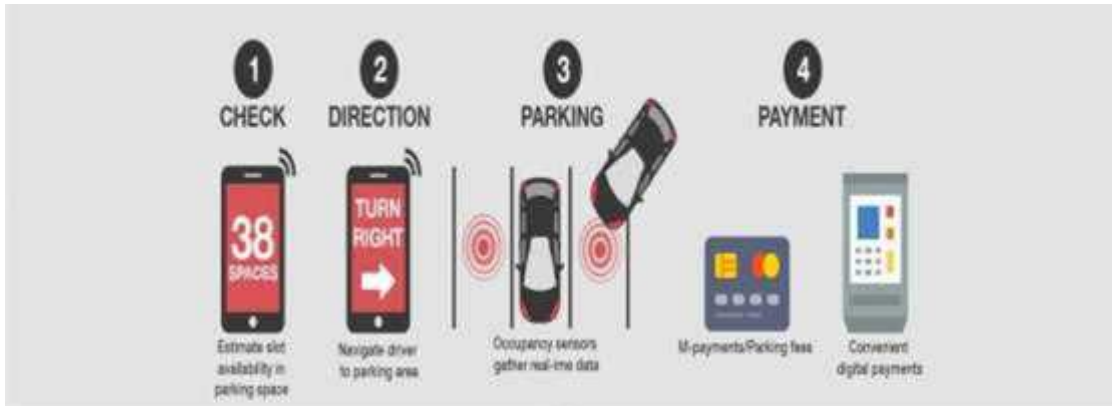 1
CHECK
38
SPACES
Estimate slot
availability in
parking space
2
DIRECTION
TURN
RIGHT
Navigate driver
to parking area
3
PARKING
Occupancy sensors
gather real-time data
4
PAYMENT
M-payments/Parking fees
Convenient
digital payments